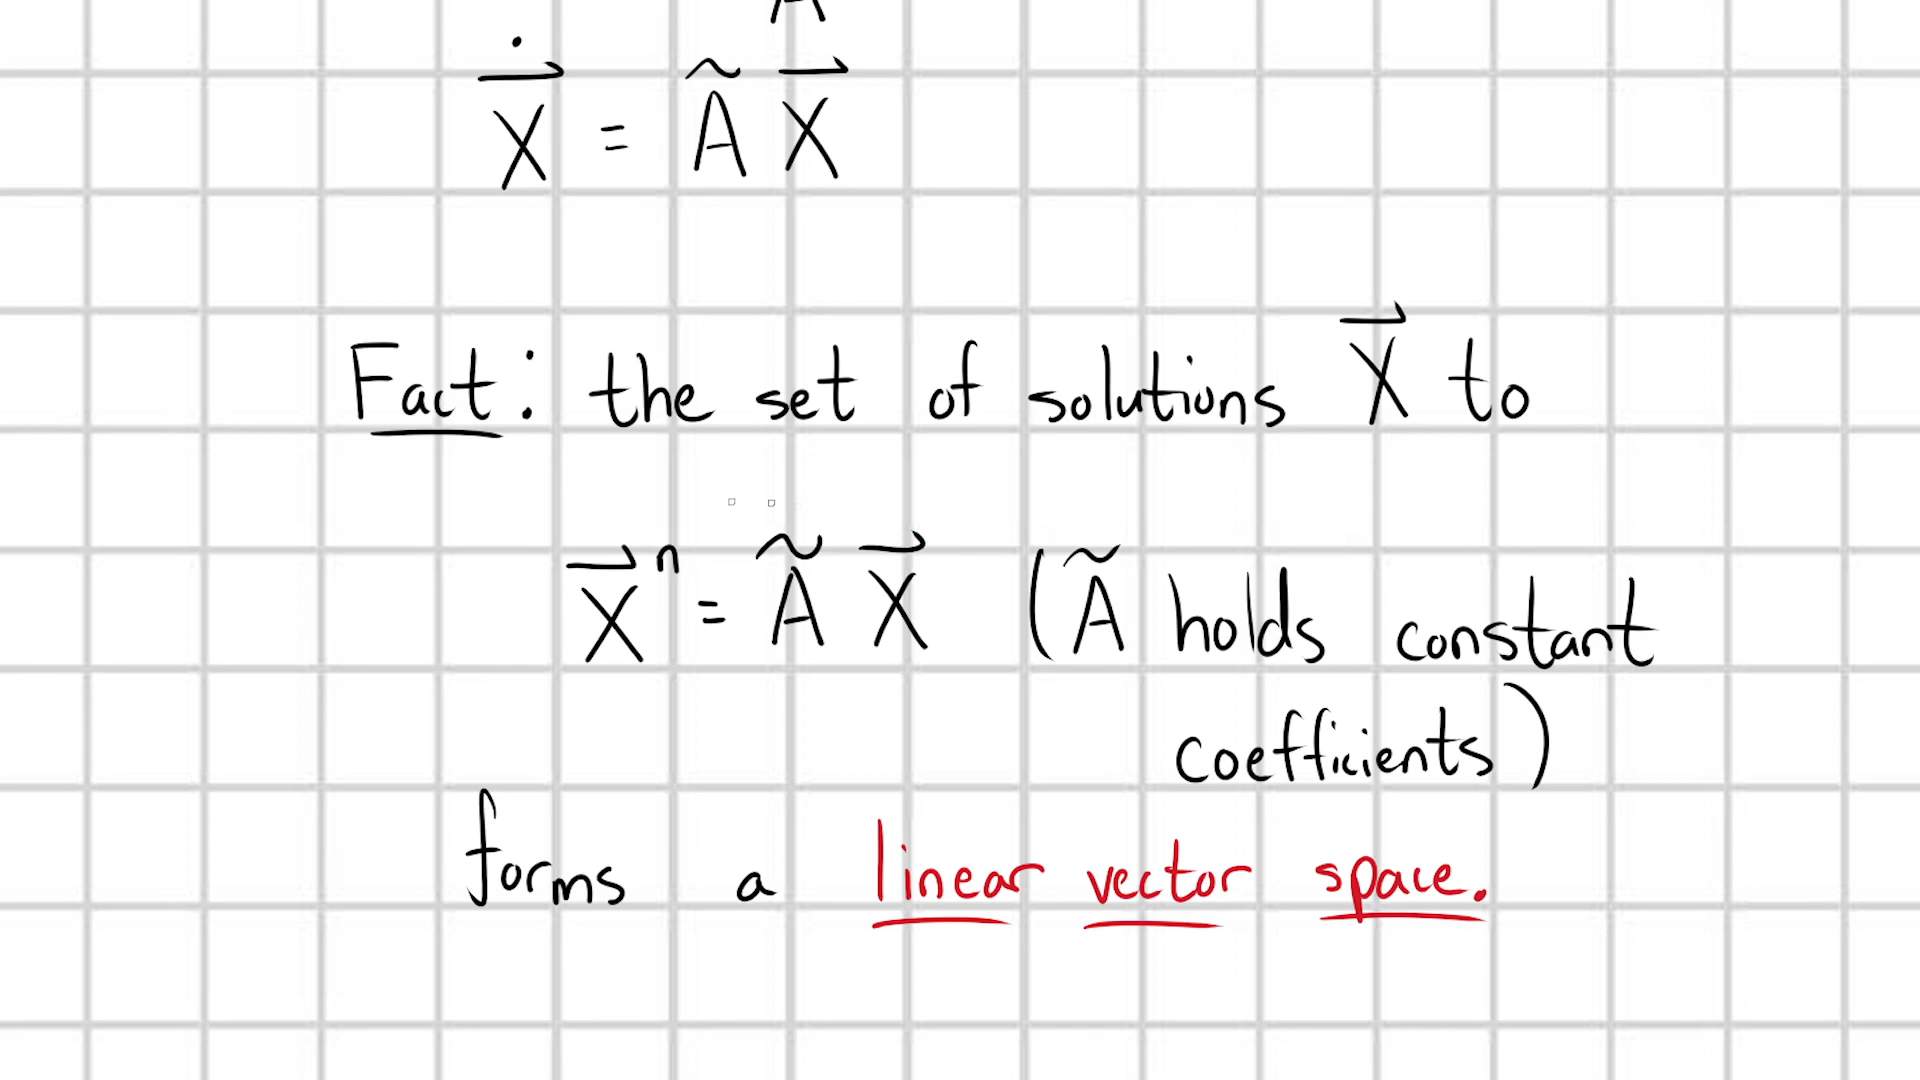 A
Ẋ⃗ = Ã X⃗
Fact: the set of solutions X⃗ to
X⃗ⁿ = Ã X⃗ (Ã holds constant
coefficients)
forms a linear vector space.